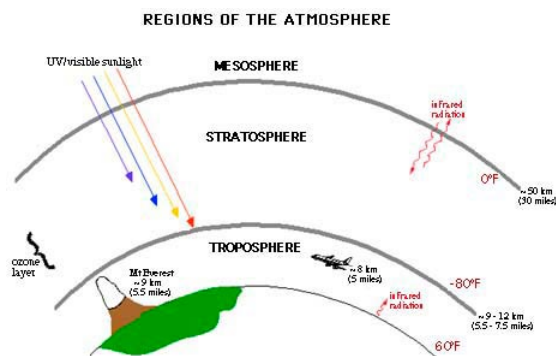 REGIONS OF THE ATMOSPHERE
UV/visible sunlight
MESOSPHERE
infrared
radiation
STRATOSPHERE
0°F
~ 50 km
(30 miles)
ozone
layer
TROPOSPHERE
Mt Everest
~ 9 km
(5.5 miles)
~ 8 km
(5 miles)
-80°F
infrared
radiation
~ 9 - 12 km
(5.5 - 7.5 miles)
60°F